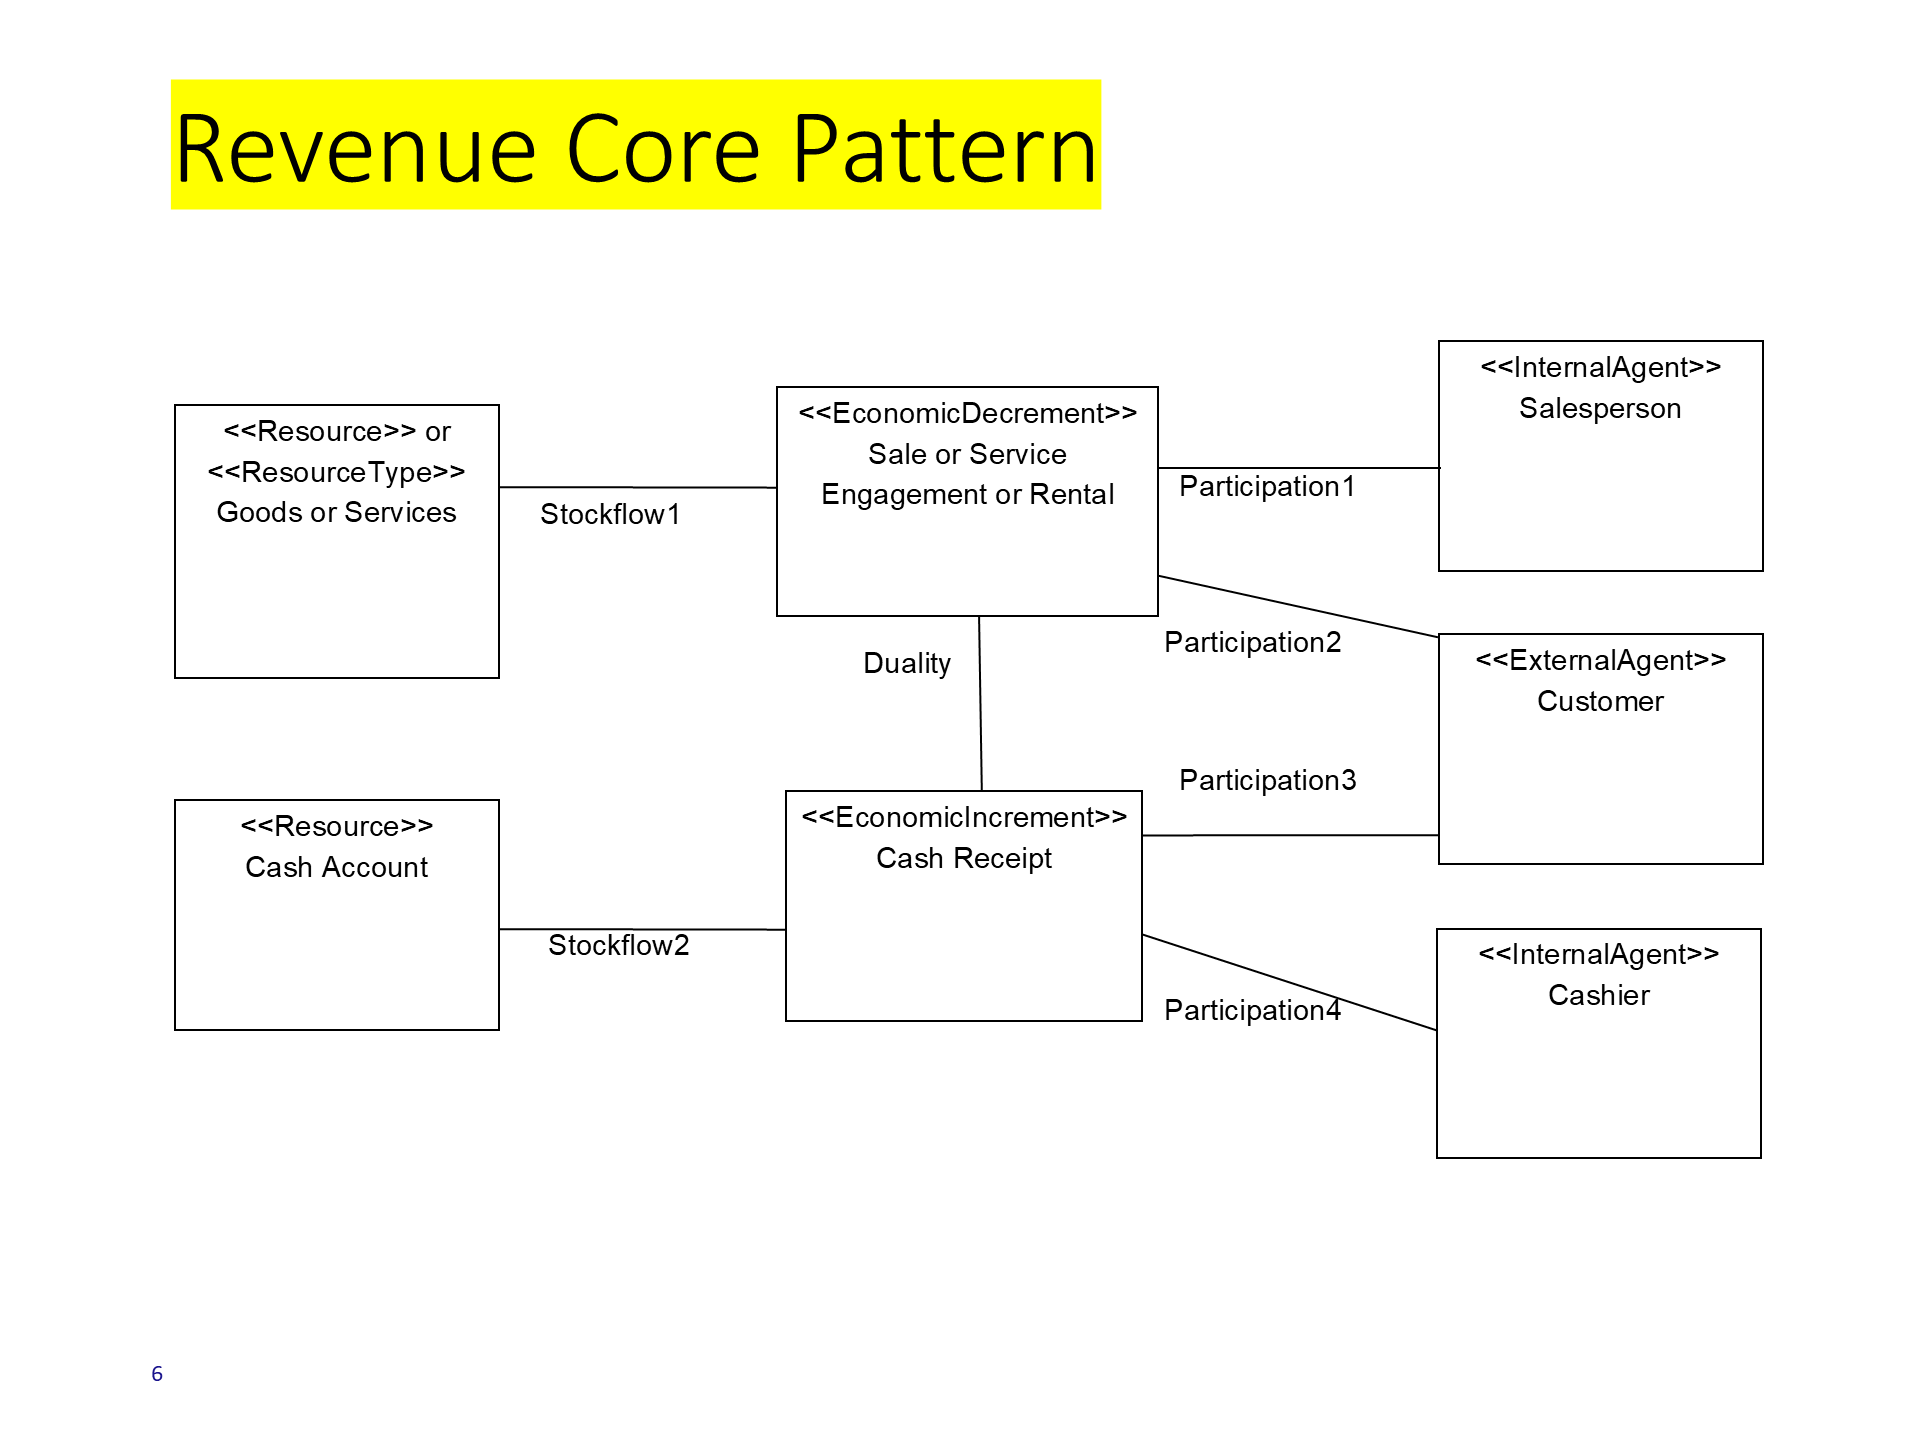 Revenue Core Pattern
<<Resource>> or
<<ResourceType>>
Goods or Services
Stockflow1
<<EconomicDecrement>>
Sale or Service
Engagement or Rental
Participation1
<<InternalAgent>>
Salesperson
Duality
Participation2
<<ExternalAgent>>
Customer
Participation3
<<Resource>>
Cash Account
Stockflow2
<<EconomicIncrement>>
Cash Receipt
Participation4
<<InternalAgent>>
Cashier
6